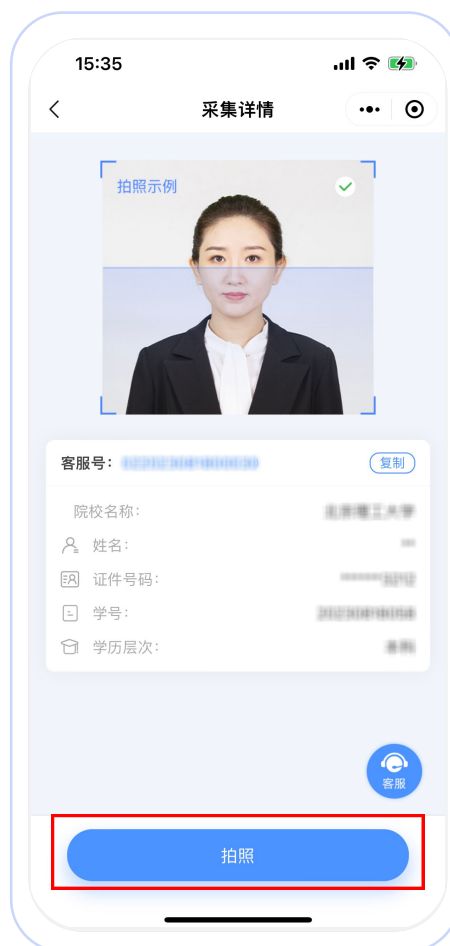 15:35
采集详情
拍照示例
客服号：
复制
院校名称：
姓名：
证件号码：
学号：
学历层次：
客服
拍照